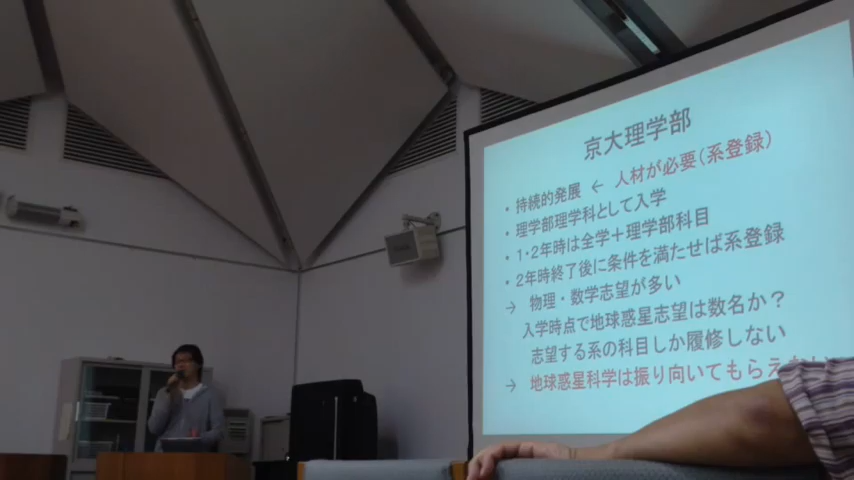 京大理学部
・持続的発展 ← 人材が必要（系登録）
・理学部理学科として入学
・1・2年時は全学＋理学部科目
・2年時終了後に条件を満たせば系登録
→ 物理・数学志望が多い
入学時点で地球惑星志望は数名か？
志望する系の科目しか履修しない
→ 地球惑星科学は振り向いてもらえない